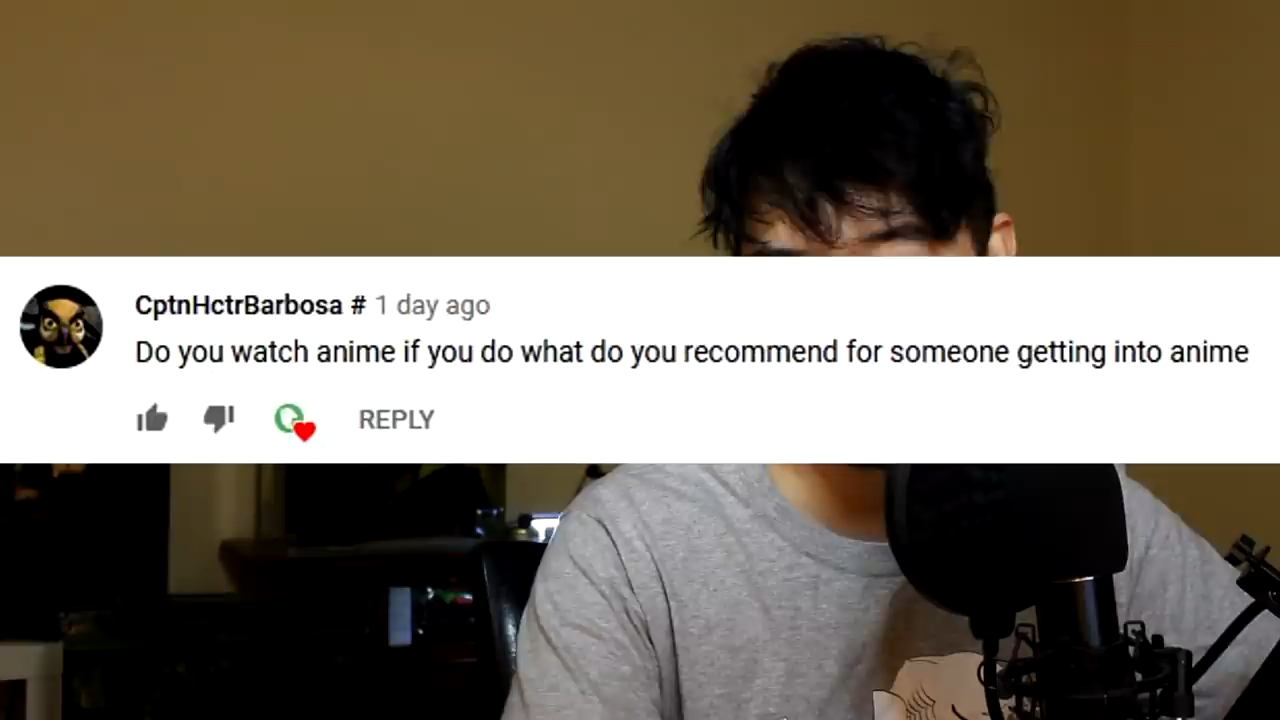 CptnHctrBarbosa # 1 day ago
Do you watch anime if you do what do you recommend for someone getting into anime
REPLY